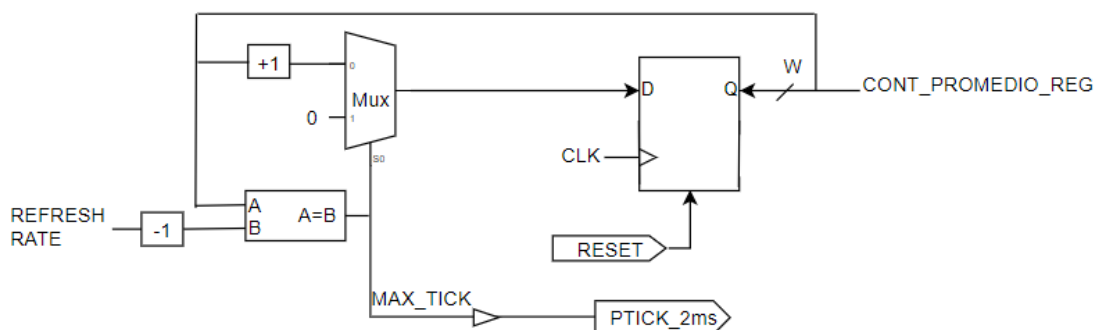 +1
0
Mux
0
1
S0
D
Q
W
CONT_PROMEDIO_REG
CLK
REFRESH
RATE
-1
A
B
A=B
RESET
MAX_TICK
PTICK_2ms